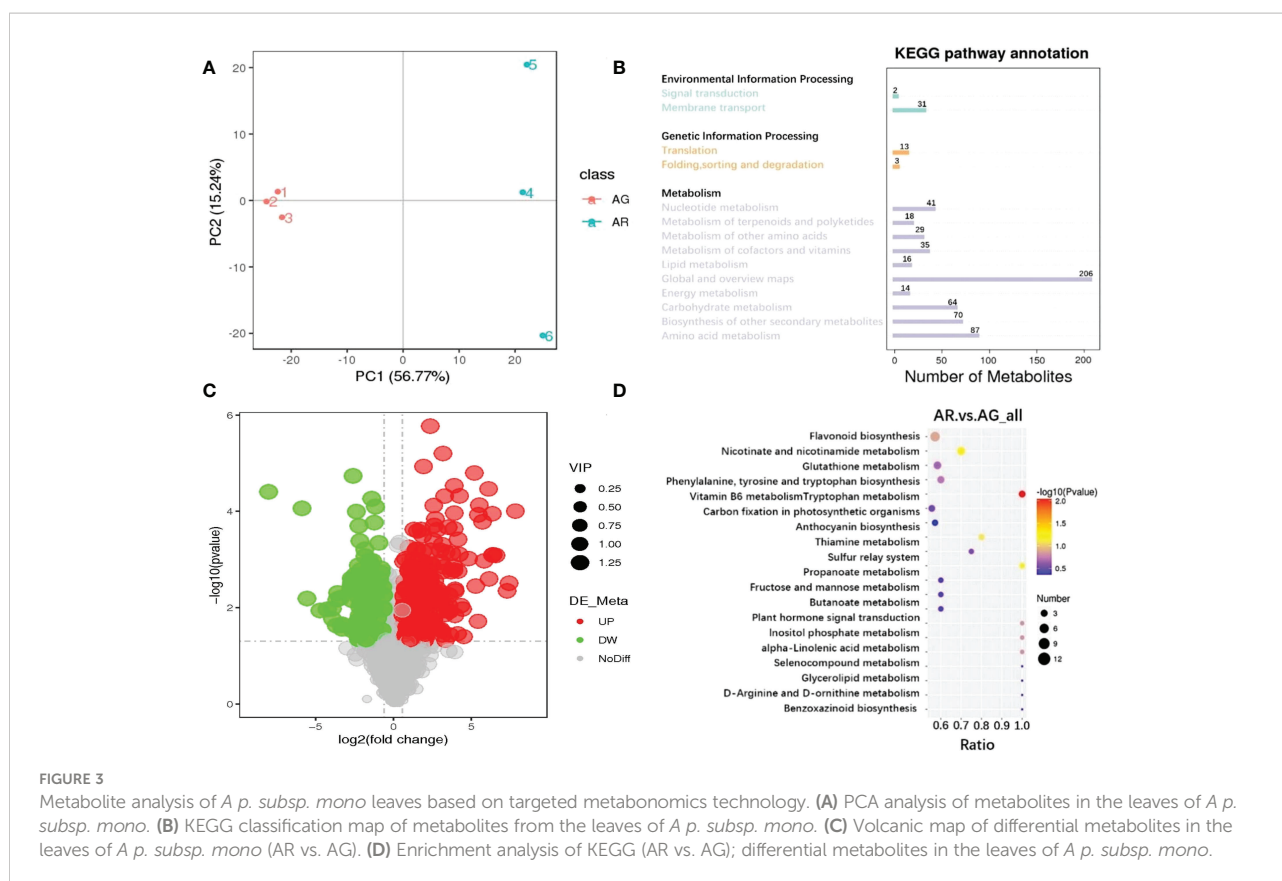 A
20
10
0
-10
-20
PC2 (15.24%)
5
4
1
2
3
6
-20
0
20
PC1 (56.77%)
class
a AG
a AR
B
KEGG pathway annotation
Environmental Information Processing
Signal transduction 2
Membrane transport 31
Genetic Information Processing
Translation 13
Folding,sorting and degradation 3
Metabolism
Nucleotide metabolism 41
Metabolism of terpenoids and polyketides 18
Metabolism of other amino acids 29
Metabolism of cofactors and vitamins 35
Lipid metabolism 16
Global and overview maps 206
Energy metabolism 14
Carbohydrate metabolism 64
Biosynthesis of other secondary metabolites 70
Amino acid metabolism 87
0 50 100 150 200
Number of Metabolites
C
6
4
2
0
−log10(pvalue)
−5 0 5
log2(fold change)
VIP
0.25
0.50
0.75
1.00
1.25
DE_Meta
UP
DW
NoDiff
D
AR.vs.AG_all
Flavonoid biosynthesis
Nicotinate and nicotinamide metabolism
Glutathione metabolism
Phenylalanine, tyrosine and tryptophan biosynthesis
Vitamin B6 metabolismTryptophan metabolism
Carbon fixation in photosynthetic organisms
Anthocyanin biosynthesis
Thiamine metabolism
Sulfur relay system
Propanoate metabolism
Fructose and mannose metabolism
Butanoate metabolism
Plant hormone signal transduction
Inositol phosphate metabolism
alpha-Linolenic acid metabolism
Selenocompound metabolism
Glycerolipid metabolism
D-Arginine and D-ornithine metabolism
Benzoxazinoid biosynthesis
0.6 0.7 0.8 0.9 1.0
Ratio
-log10(Pvalue)
2.0
1.5
1.0
0.5
Number
3
6
9
12
FIGURE 3
Metabolite analysis of A p. subsp. mono leaves based on targeted metabonomics technology. (A) PCA analysis of metabolites in the leaves of A p.
subsp. mono. (B) KEGG classification map of metabolites from the leaves of A p. subsp. mono. (C) Volcanic map of differential metabolites in the
leaves of A p. subsp. mono (AR vs. AG). (D) Enrichment analysis of KEGG (AR vs. AG); differential metabolites in the leaves of A p. subsp. mono.